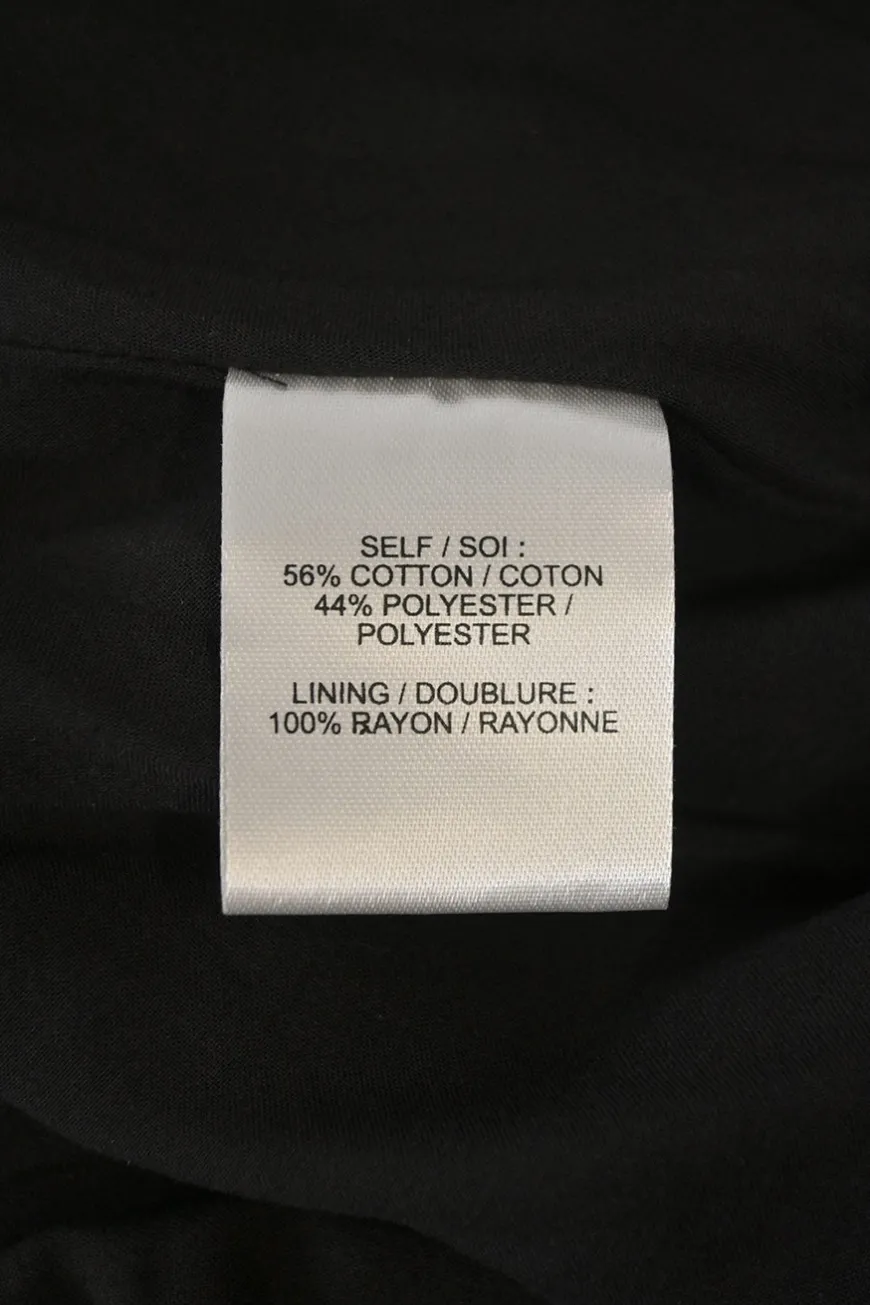 SELF / SOI :
56% COTTON / COTON
44% POLYESTER /
POLYESTER
LINING / DOUBLURE :
100% RAYON / RAYONNE